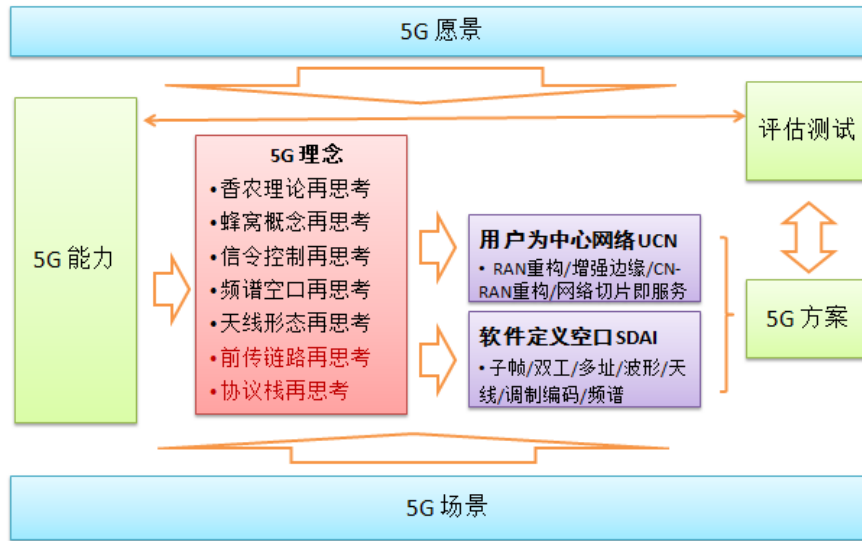 5G 愿景
5G 能力
5G 理念
•香农理论再思考
•蜂窝概念再思考
•信令控制再思考
•频谱空口再思考
•天线形态再思考
•前传链路再思考
•协议栈再思考
用户为中心网络UCN
• RAN重构/增强边缘/CN-
RAN重构/网络切片即服务
软件定义空口SDAI
• 子帧/双工/多址/波形/天
线/调制编码/频谱
评估测试
5G 方案
5G 场景